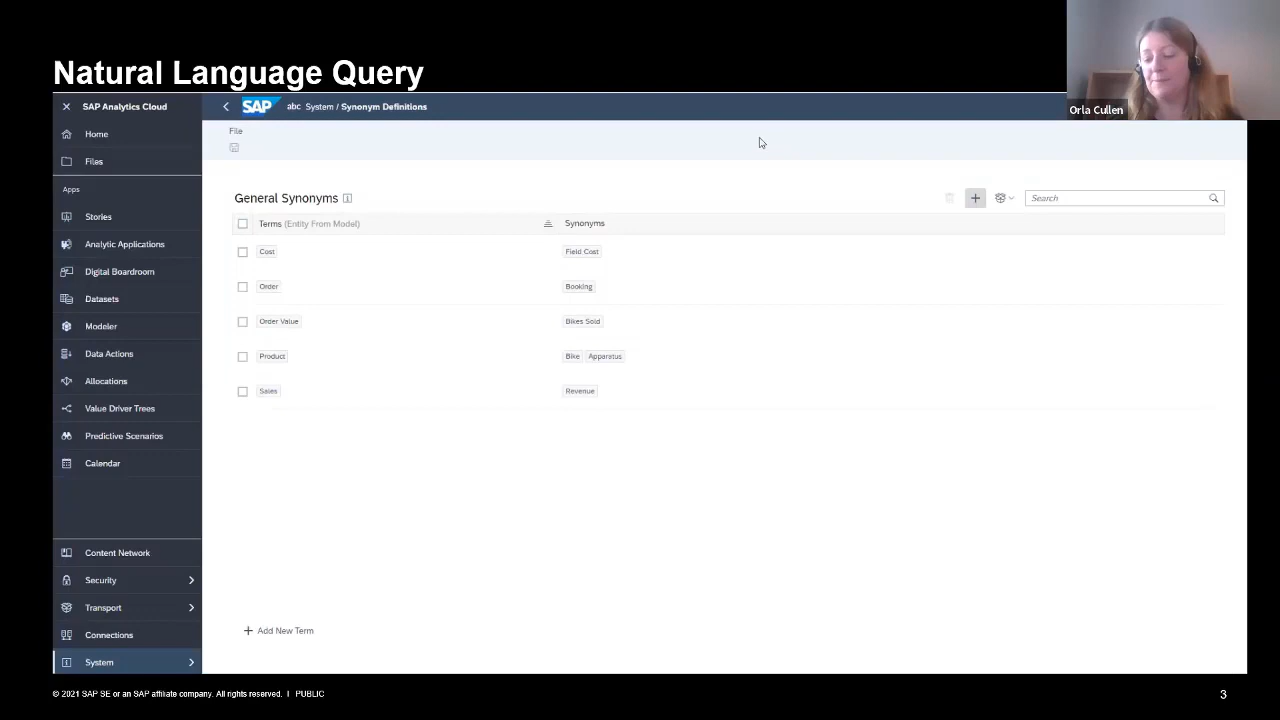 Natural Language Query
Orla Cullen
SAP Analytics Cloud
SAP abc System / Synonym Definitions
Home
Files
Apps
Stories
Analytic Applications
Digital Boardroom
Datasets
Modeler
Data Actions
Allocations
Value Driver Trees
Predictive Scenarios
Calendar
Content Network
Security
Transport
Connections
System
File
General Synonyms
Search
Terms (Entity From Model) Synonyms
Cost Field Cost
Order Booking
Order Value Bikes Sold
Product Bike Apparatus
Sales Revenue
Add New Term
© 2021 SAP SE or an SAP affiliate company. All rights reserved. I PUBLIC
3